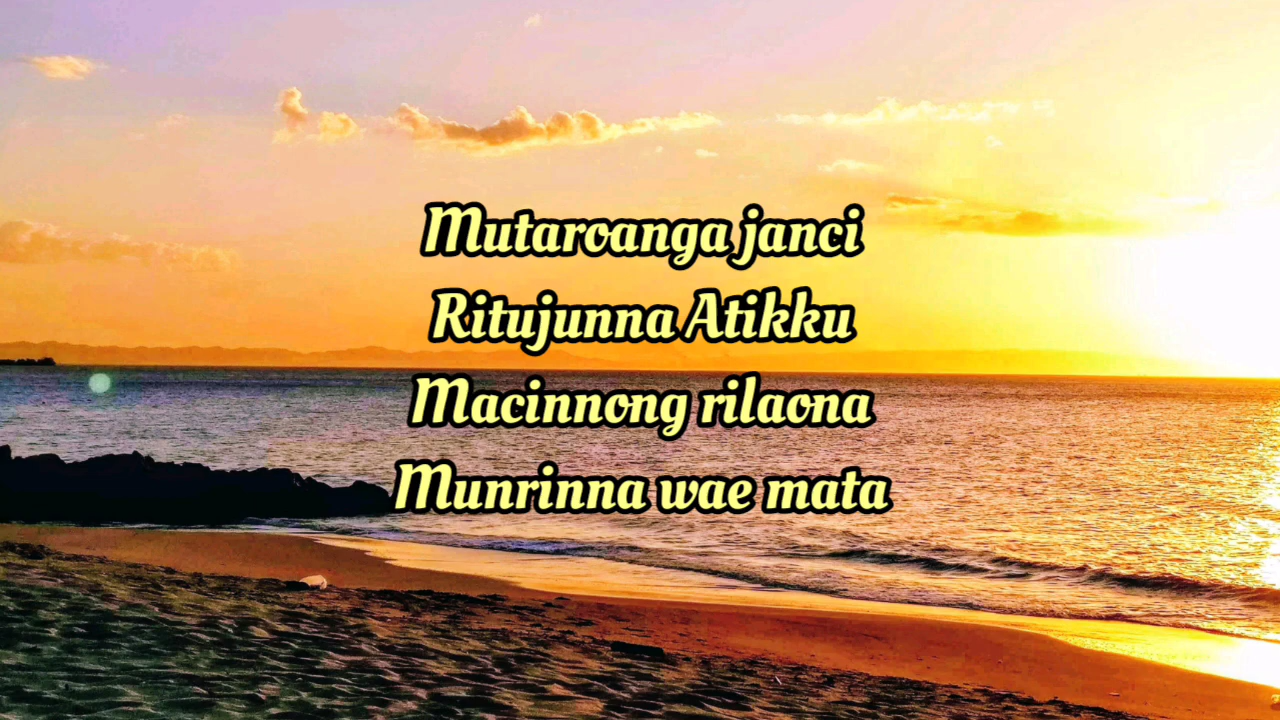 Mutaroanga janci
Ritujunna Atikku
Macinnong rilaona
Munrinna wae mata